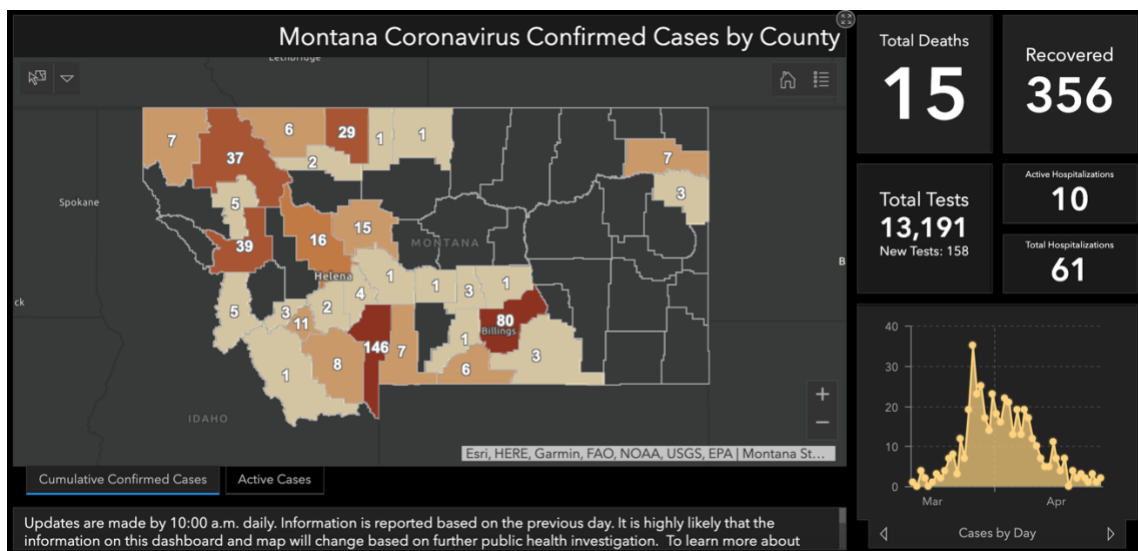 Montana Coronavirus Confirmed Cases by County
Total Deaths
15
Recovered
356
Total Tests
13,191
New Tests: 158
Active Hospitalizations
10
Total Hospitalizations
61
Lethbridge
7
6
29
1
1
37
2
7
5
3
Spokane
39
16
15
MONTANA
Helena
1
1
3
1
5
3
2
4
80
Billings
11
146
7
1
8
6
3
1
IDAHO
ck
B
+
−
Esri, HERE, Garmin, FAO, NOAA, USGS, EPA | Montana St...
Cumulative Confirmed Cases
Active Cases
40
30
20
10
0
Mar
Apr
Cases by Day
Updates are made by 10:00 a.m. daily. Information is reported based on the previous day. It is highly likely that the
information on this dashboard and map will change based on further public health investigation. To learn more about